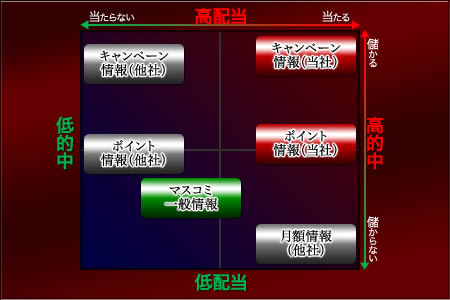 当たらない
高配当
当たる
儲かる
キャンペーン
情報(他社)
キャンペーン
情報(当社)
低的中
高的中
ポイント
情報(他社)
ポイント
情報(当社)
マスコミ
一般情報
月額情報
(他社)
儲からない
低配当